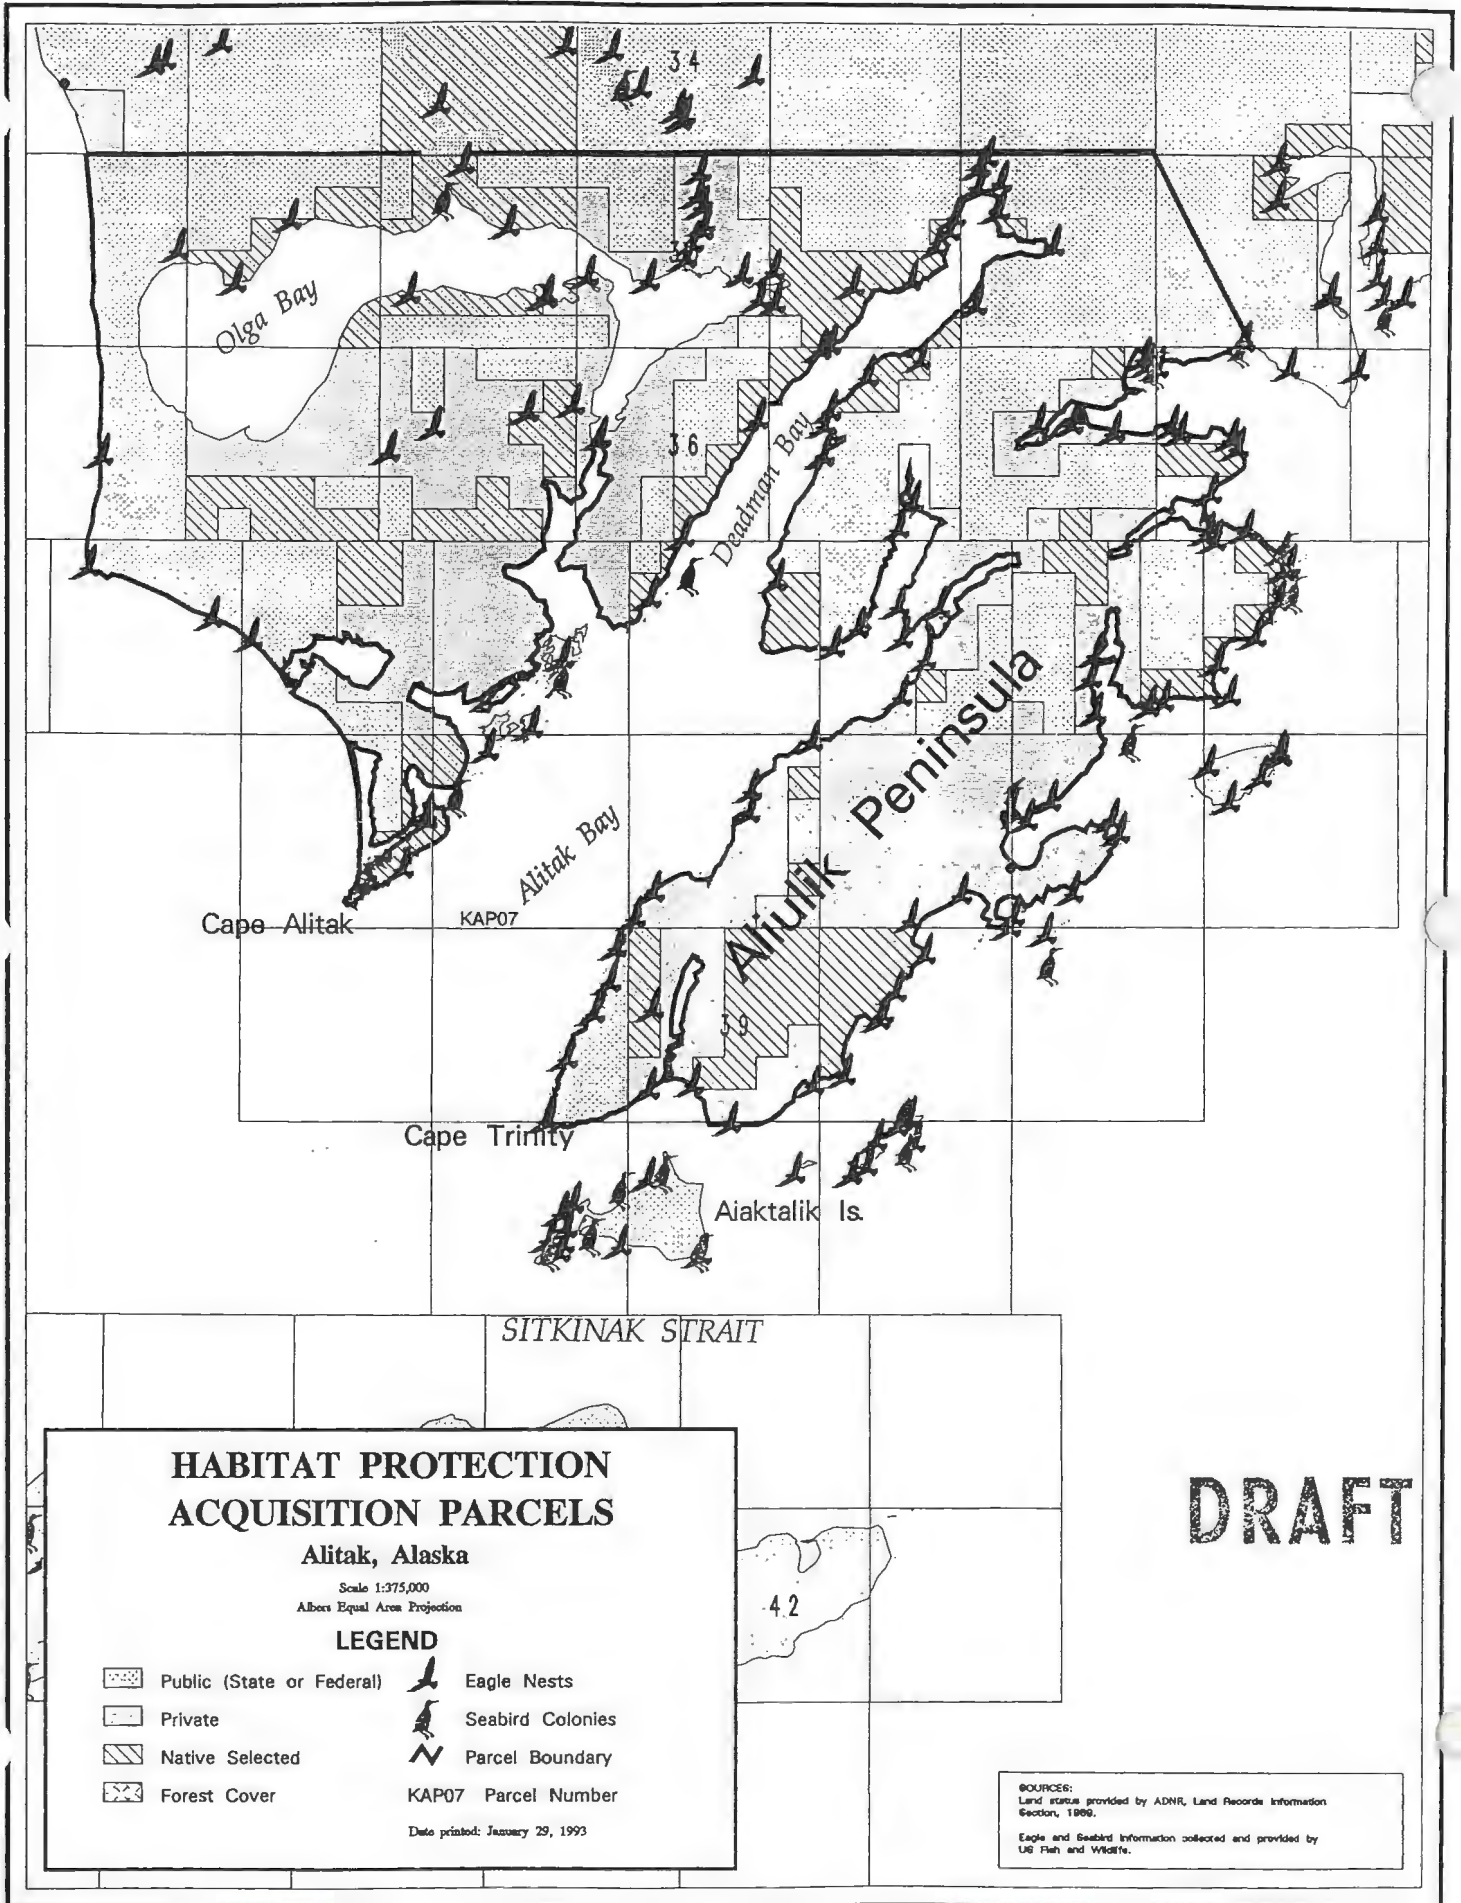 34
Olga Bay
36
Deadman Bay
Aliulik Peninsula
Alitak Bay
Cape Alitak
KAP07
39
Cape Trinity
Aiaktalik Is.
SITKINAK STRAIT
HABITAT PROTECTION
ACQUISITION PARCELS
Alitak, Alaska
Scale 1:375,000
Albers Equal Area Projection
LEGEND
Public (State or Federal)
Eagle Nests
Private
Seabird Colonies
Native Selected
Parcel Boundary
Forest Cover
KAP07 Parcel Number
Date printed: January 29, 1993
42
DRAFT
SOURCES:
Land status provided by ADNR, Land Records Information
Section, 1989.
Eagle and Seabird Information collected and provided by
US Fish and Wildlife.